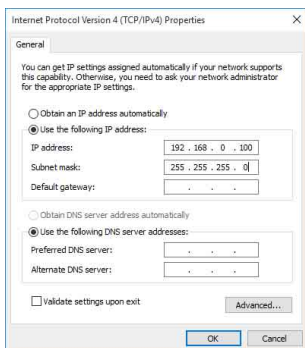 Internet Protocol Version 4 (TCP/IPv4) Properties
General
You can get IP settings assigned automatically if your network supports
this capability. Otherwise, you need to ask your network administrator
for the appropriate IP settings.
Obtain an IP address automatically
Use the following IP address:
IP address: 192 . 168 . 0 . 100
Subnet mask: 255 . 255 . 255 . 0
Default gateway: . . .
Obtain DNS server address automatically
Use the following DNS server addresses:
Preferred DNS server: . . .
Alternate DNS server: . . .
Validate settings upon exit
Advanced...
OK Cancel